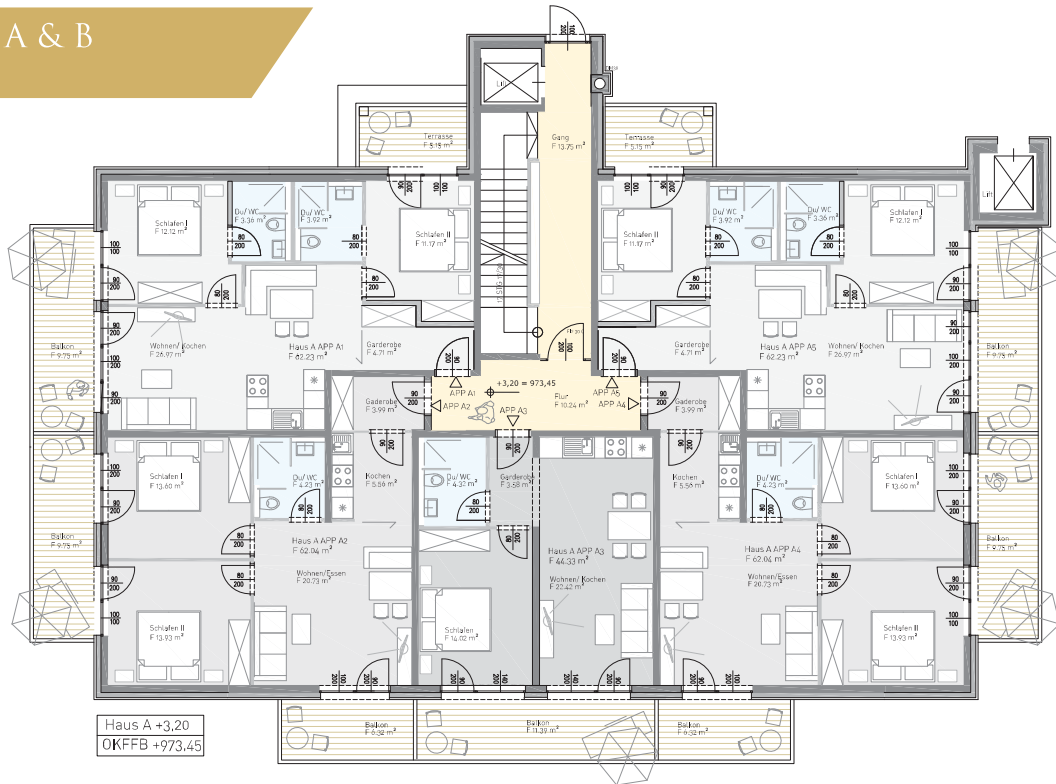 A & B
Lift
Gang
F 13.75 m²
Terrasse
F 5.15 m²
Terrasse
F 5.15 m²
Lift
Schlafen I
F 12.12 m²
Du/ WC
F 3.36 m²
Du/ WC
F 3.92 m²
Schlafen II
F 11.17 m²
Schlafen II
F 11.17 m²
Du/ WC
F 3.92 m²
Du/ WC
F 3.36 m²
Schlafen I
F 12.12 m²
Balkon
F 9.75 m²
Wohnen/ Kochen
F 26.97 m²
Haus A APP A1
F 62.23 m²
Garderobe
F 4.71 m²
Garderobe
F 4.71 m²
Haus A APP A5
F 62.23 m²
Wohnen/ Kochen
F 26.97 m²
Balkon
F 9.75 m²
APP A1
APP A2
+3,20 = 973,45
APP A3
Flur
F 10.24 m²
APP A5
APP A4
Gaderobe
F 3.99 m²
Gaderobe
F 3.99 m²
Schlafen I
F 13.60 m²
Du/ WC
F 4.23 m²
Kochen
F 5.56 m²
Du/ WC
F 4.32 m²
Garderobe
F 3.58 m²
Kochen
F 5.56 m²
Du/ WC
F 4.23 m²
Schlafen I
F 13.60 m²
Balkon
F 9.75 m²
Haus A APP A2
F 62.04 m²
Wohnen/Essen
F 20.73 m²
Haus A APP A3
F 44.33 m²
Wohnen/ Kochen
F 22.42 m²
Haus A APP A4
F 62.04 m²
Wohnen/Essen
F 20.73 m²
Balkon
F 9.75 m²
Schlafen II
F 13.93 m²
Schlafen
F 14.02 m²
Schlafen II
F 13.93 m²
Balkon
F 6.32 m²
Balkon
F 11.39 m²
Balkon
F 6.32 m²
Haus A +3,20
OKFFB +973,45